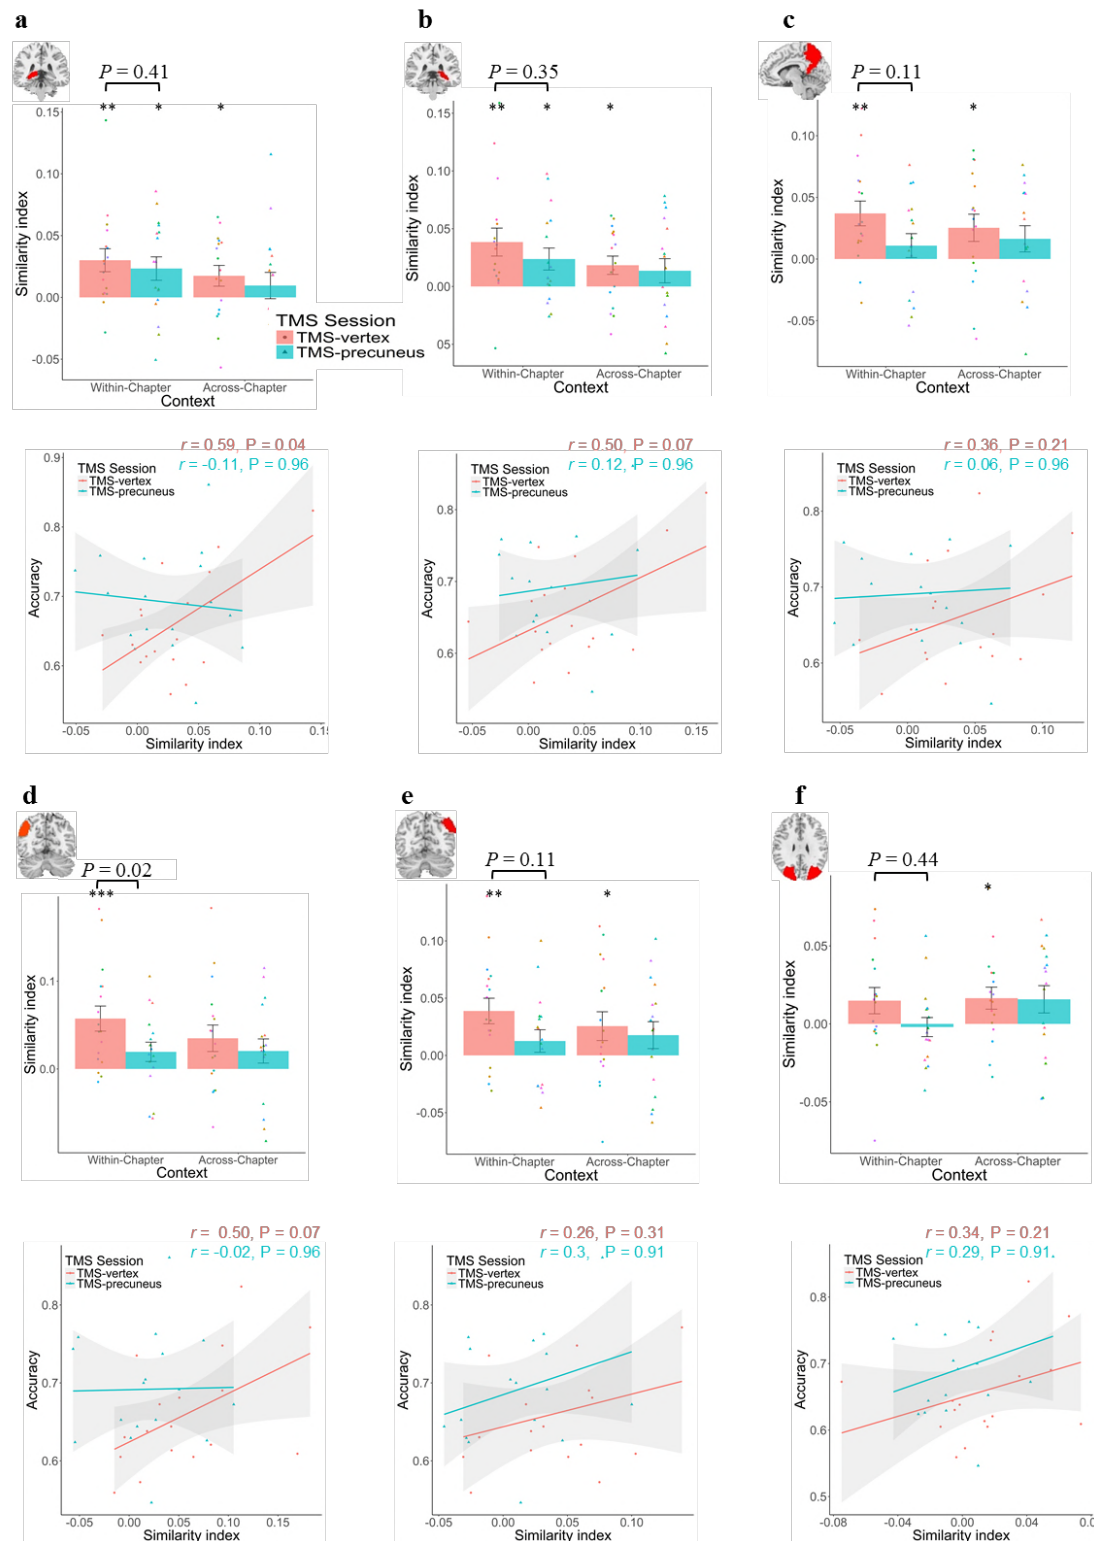 a
P = 0.41
** * *
0.15
0.10
0.05
0.00
-0.05
Similarity index
Within-Chapter Across-Chapter
Context
TMS Session
TMS-vertex
TMS-precuneus
b
P = 0.35
** * *
0.15
0.10
0.05
0.00
05
Similarity index
Within-Chapter Across-Chapter
Context
c
P = 0.11
** *
0.10
0.05
0.00
-0.05
Similarity index
Within-Chapter Across-Chapter
Context
r = 0.59, P = 0.04
r = -0.11, P = 0.96
TMS Session
TMS-vertex
TMS-precuneus
0.9
0.8
0.7
0.6
Accuracy
-0.05 0.00 0.05 0.10 0.15
Similarity index
r = 0.50, P = 0.07
r = 0.12, P = 0.96
TMS Session
TMS-vertex
TMS-precuneus
0.8
0.7
0.6
Accuracy
-0.05 0.00 0.05 0.10 0.15
Similarity index
r = 0.36, P = 0.21
r = 0.06, P = 0.96
TMS Session
TMS-vertex
TMS-precuneus
0.8
0.7
0.6
Accuracy
-0.05 0.00 0.05 0.10
Similarity index
d
P = 0.02
***
0.1
0.0
Similarity index
Within-Chapter Across-Chapter
Context
e
P = 0.11
** *
0.10
0.05
0.00
-0.05
Similarity index
Within-Chapter Across-Chapter
Context
f
P = 0.44
*
0.05
0.00
-0.05
Similarity index
Within-Chapter Across-Chapter
Context
r = 0.50, P = 0.07
r = -0.02, P = 0.96
TMS Session
TMS-vertex
TMS-precuneus
0.8
0.7
0.6
Accuracy
-0.05 0.00 0.05 0.10 0.15
Similarity index
r = 0.26, P = 0.31
r = 0.3, P = 0.91
TMS Session
TMS-vertex
TMS-precuneus
0.8
0.7
0.6
Accuracy
-0.05 0.00 0.05 0.10
Similarity index
r = 0.34, P = 0.21
r = 0.29, P = 0.91
TMS Session
TMS-vertex
TMS-precuneus
0.8
0.7
0.6
0.5
Accuracy
-0.08 -0.04 0.00 0.04 0.0
Similarity index